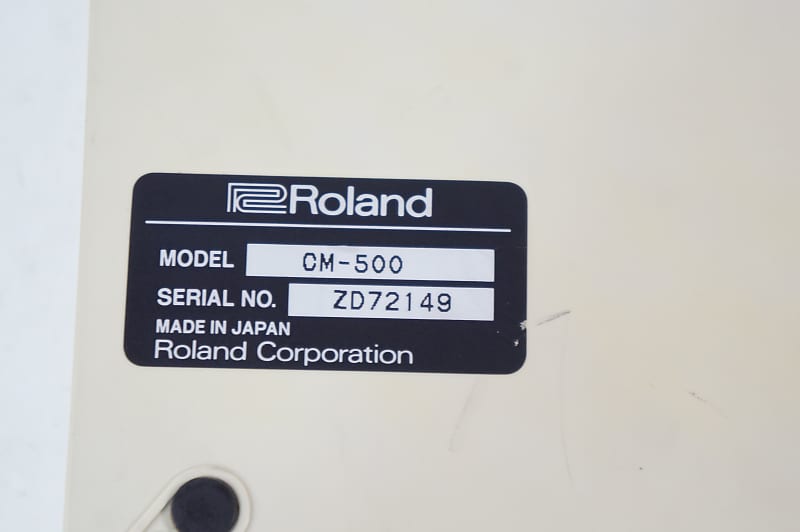 Roland
MODEL CM-500
SERIAL NO. ZD72149
MADE IN JAPAN
Roland Corporation